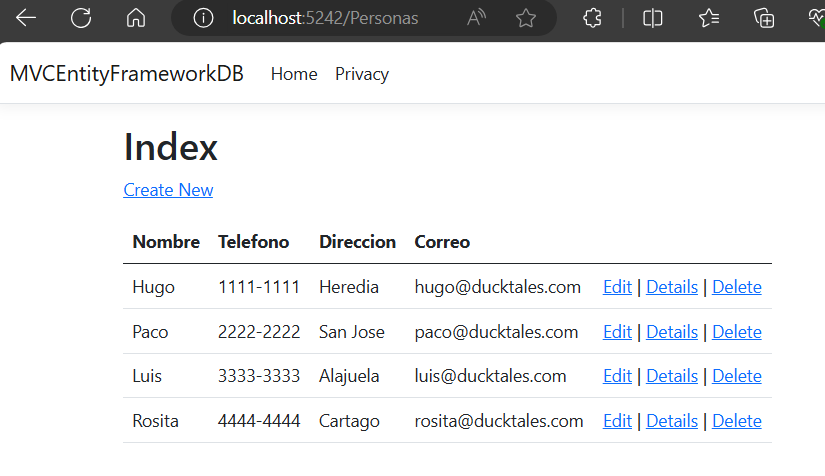 localhost:5242/Personas
MVCEntityFrameworkDB Home Privacy
Index
Create New
Nombre Telefono Direccion Correo
Hugo 1111-1111 Heredia hugo@ducktales.com Edit | Details | Delete
Paco 2222-2222 San Jose paco@ducktales.com Edit | Details | Delete
Luis 3333-3333 Alajuela luis@ducktales.com Edit | Details | Delete
Rosita 4444-4444 Cartago rosita@ducktales.com Edit | Details | Delete